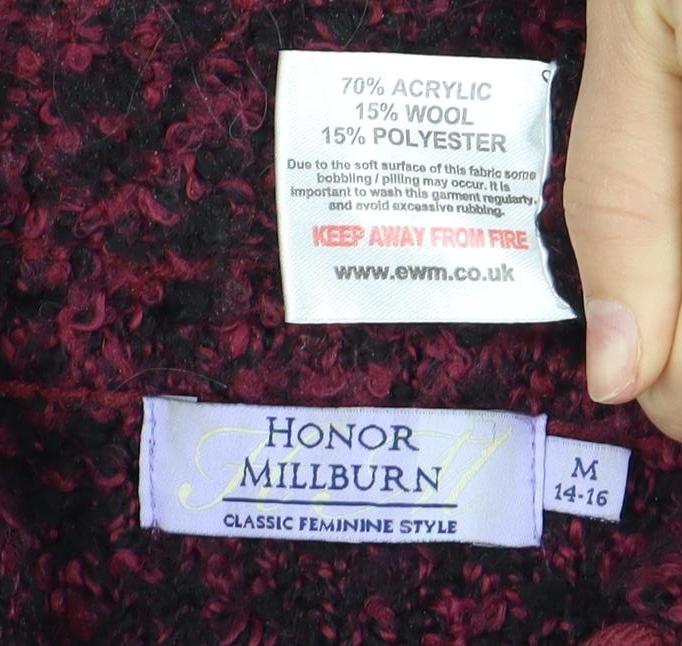 70% ACRYLIC
15% WOOL
15% POLYESTER
Due to the soft surface of this fabric some
bobbling / pilling may occur. It is
important to wash this garment regularly.
and avoid excessive rubbing.
KEEP AWAY FROM FIRE
www.ewm.co.uk
HONOR
MILLBURN
CLASSIC FEMININE STYLE
M
14-16